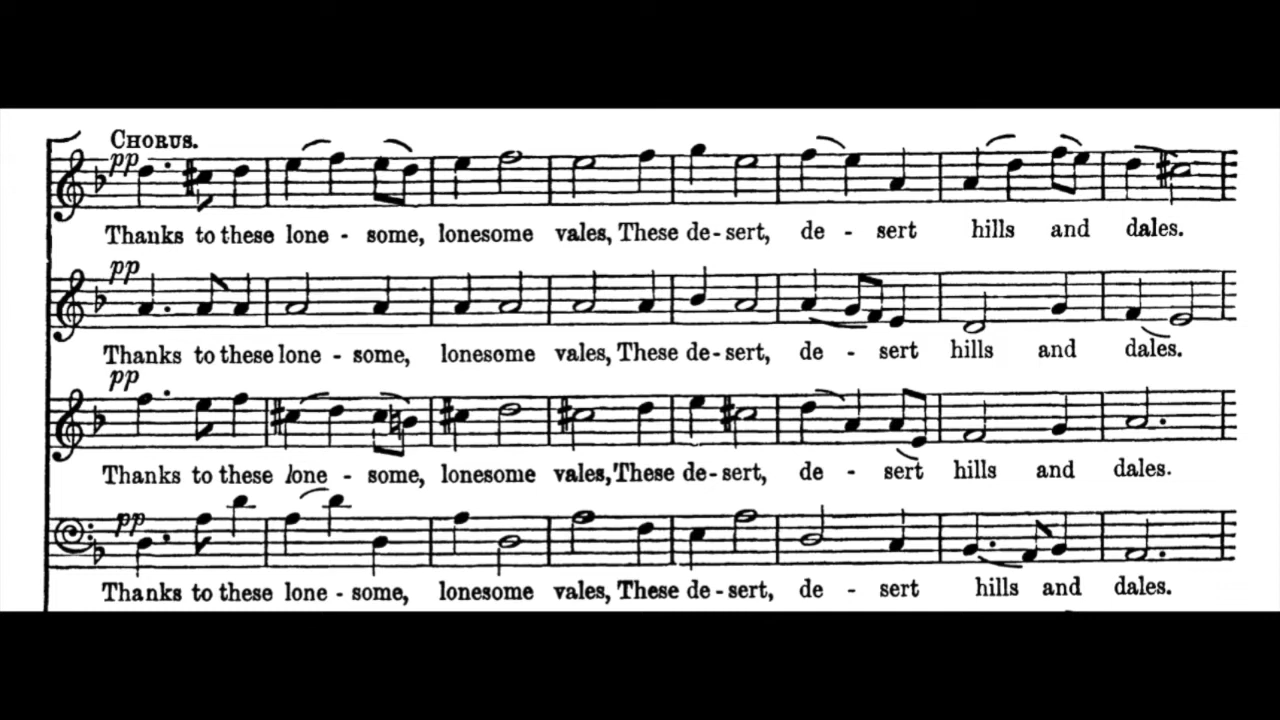 CHORUS.
pp
Thanks to these lone - some, lonesome vales, These de - sert, de - sert hills and dales.
pp
Thanks to these lone - some, lonesome vales, These de - sert, de - sert hills and dales.
pp
Thanks to these lone - some, lonesome vales, These de - sert, de - sert hills and dales.
pp
Thanks to these lone - some, lonesome vales, These de - sert, de - sert hills and dales.